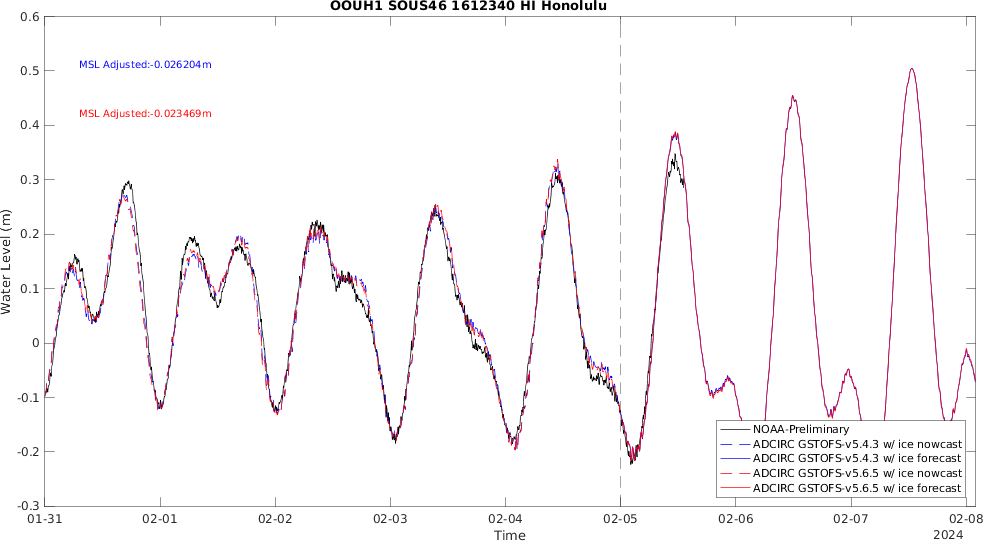 OOUH1 SOUS46 1612340 HI Honolulu
0.6
0.5
0.4
0.3
0.2
0.1
0
-0.1
-0.2
-0.3
Water Level (m)
MSL Adjusted:-0.026204m
MSL Adjusted:-0.023469m
NOAA-Preliminary
ADCIRC GSTOFS-v5.4.3 w/ ice nowcast
ADCIRC GSTOFS-v5.4.3 w/ ice forecast
ADCIRC GSTOFS-v5.6.5 w/ ice nowcast
ADCIRC GSTOFS-v5.6.5 w/ ice forecast
01-31 02-01 02-02 02-03 02-04 02-05 02-06 02-07 02-08
Time
2024